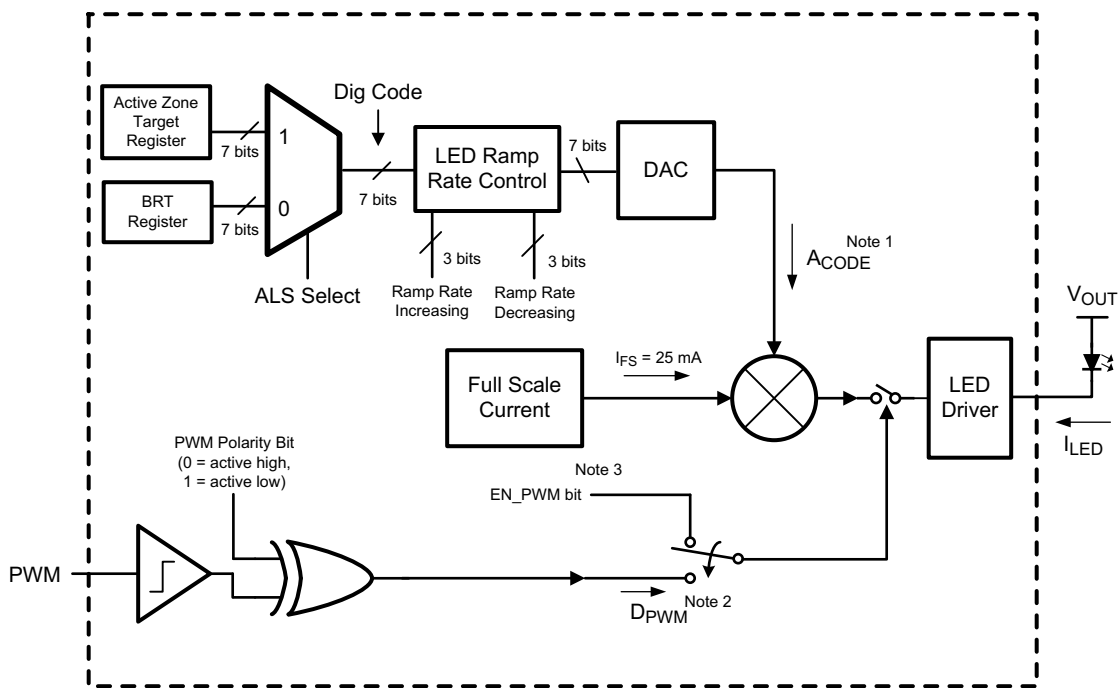 Active Zone
Target
Register
7 bits
1
BRT
Register
7 bits
0
ALS Select
Dig Code
7 bits
LED Ramp
Rate Control
7 bits
3 bits
3 bits
Ramp Rate
Increasing
Ramp Rate
Decreasing
DAC
ACODE Note 1
VOUT
Full Scale
Current
IFS = 25 mA
LED
Driver
ILED
PWM Polarity Bit
(0 = active high,
1 = active low)
Note 3
EN_PWM bit
PWM
DPWM Note 2